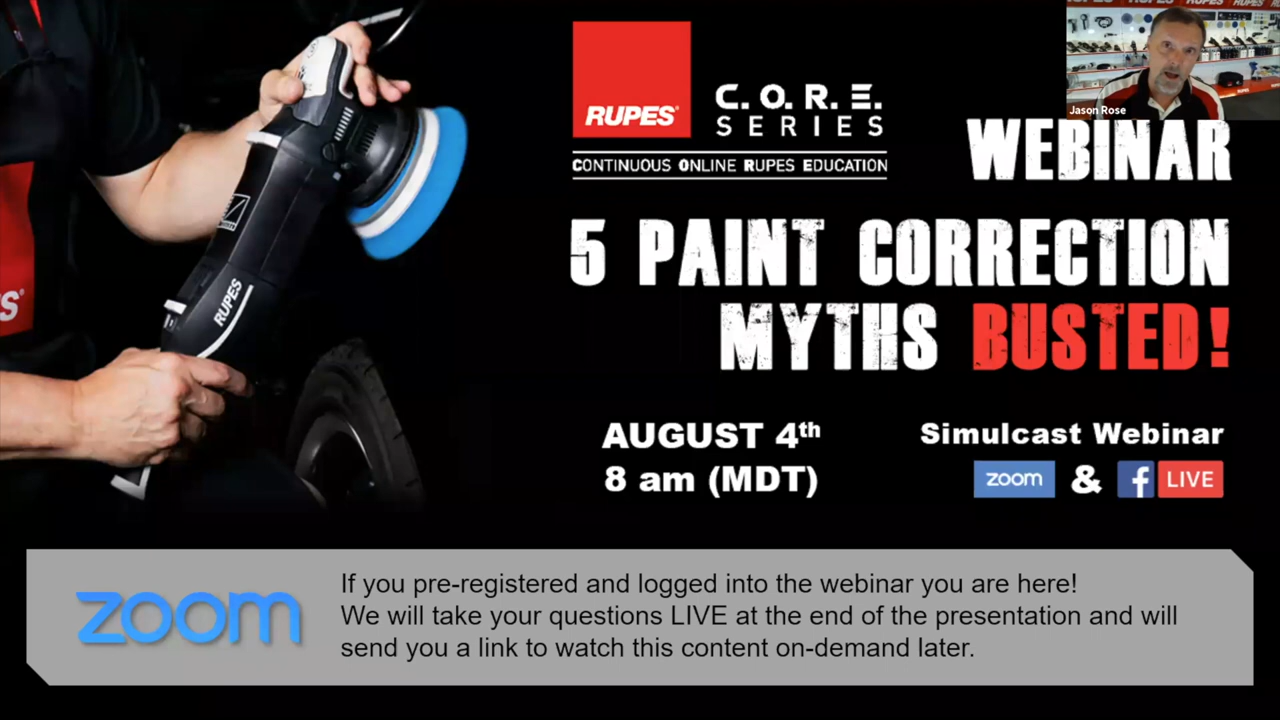 RUPES
C.O.R.E.
SERIES
CONTINUOUS ONLINE RUPES EDUCATION
Jason Rose
WEBINAR
5 PAINT CORRECTION
MYTHS BUSTED!
AUGUST 4th
8 am (MDT)
Simulcast Webinar
zoom & f LIVE
RUPES
S
zoom
If you pre-registered and logged into the webinar you are here!
We will take your questions LIVE at the end of the presentation and will
send you a link to watch this content on-demand later.